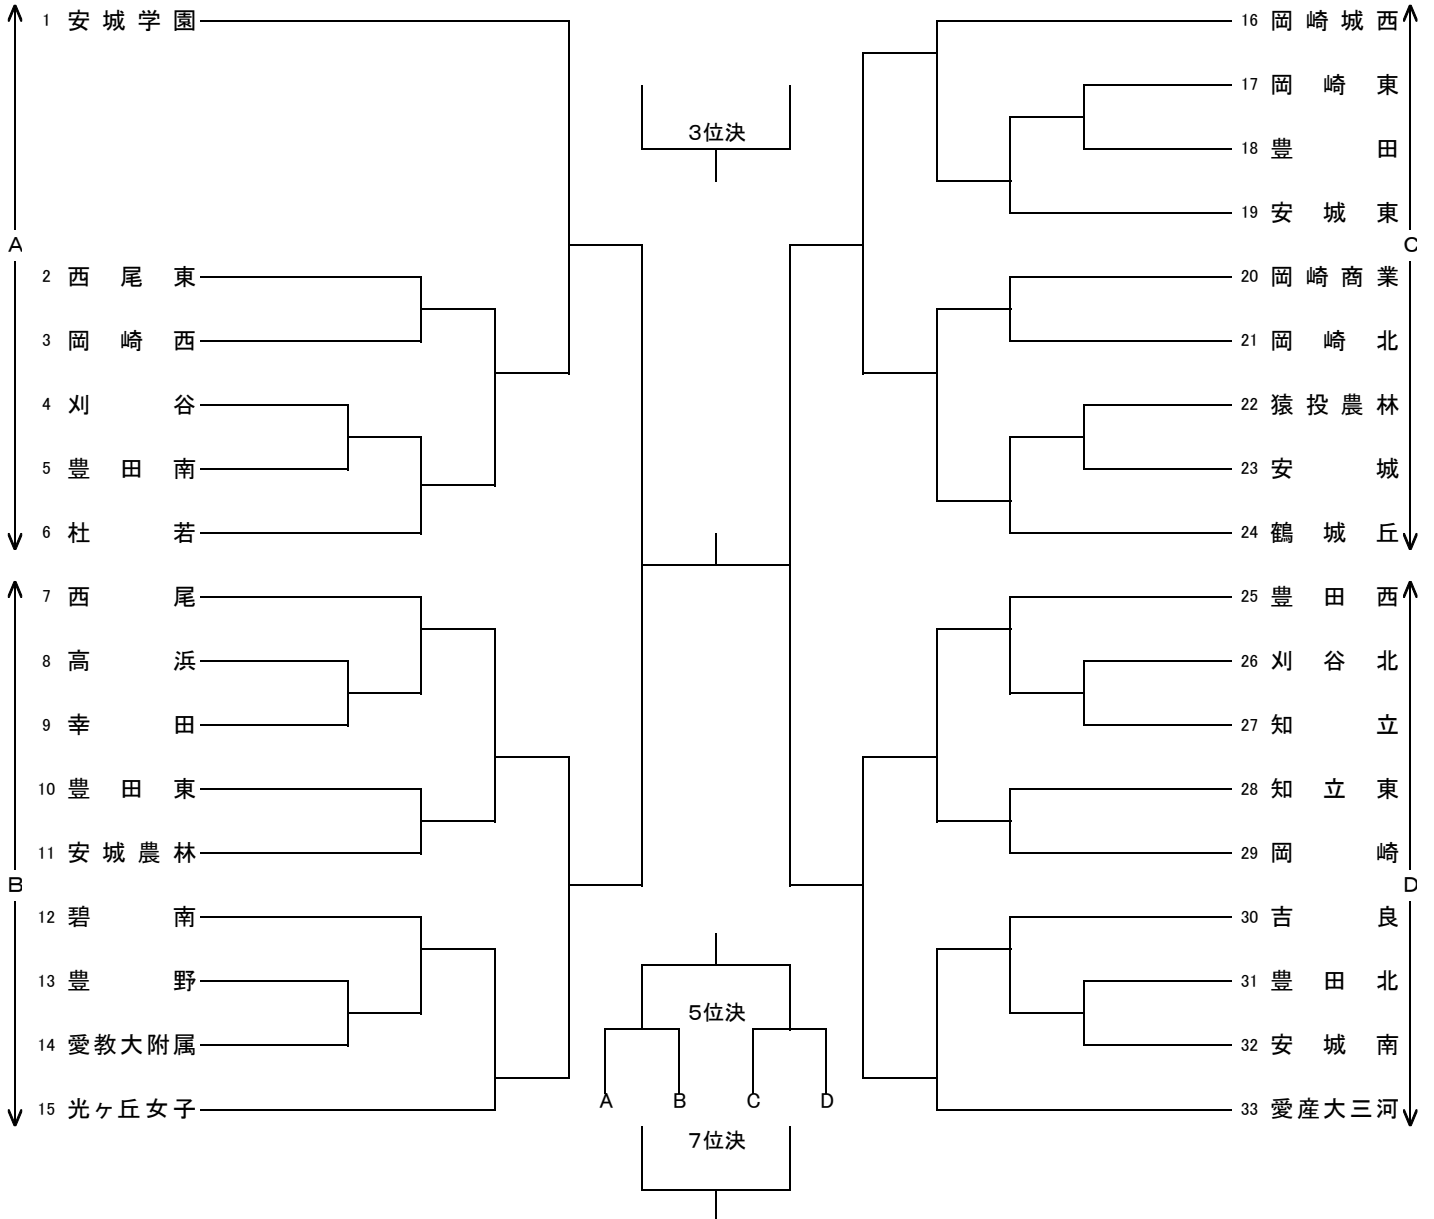 1 安城学園
2 西尾東
3 岡崎西
4 刈谷
5 豊田南
6 杜若
A
7 西尾
8 高浜
9 幸田
10 豊田東
11 安城農林
12 碧南
13 豊野
14 愛教大附属
15 光ヶ丘女子
B
3位決
5位決
A B C D
7位決
16 岡崎城西
17 岡崎東
18 豊田
19 安城東
20 岡崎商業
21 岡崎北
22 猿投農林
23 安城
24 鶴城丘
C
25 豊田西
26 刈谷北
27 知立
28 知立東
29 岡崎
30 吉良
31 豊田北
32 安城南
33 愛産大三河
D